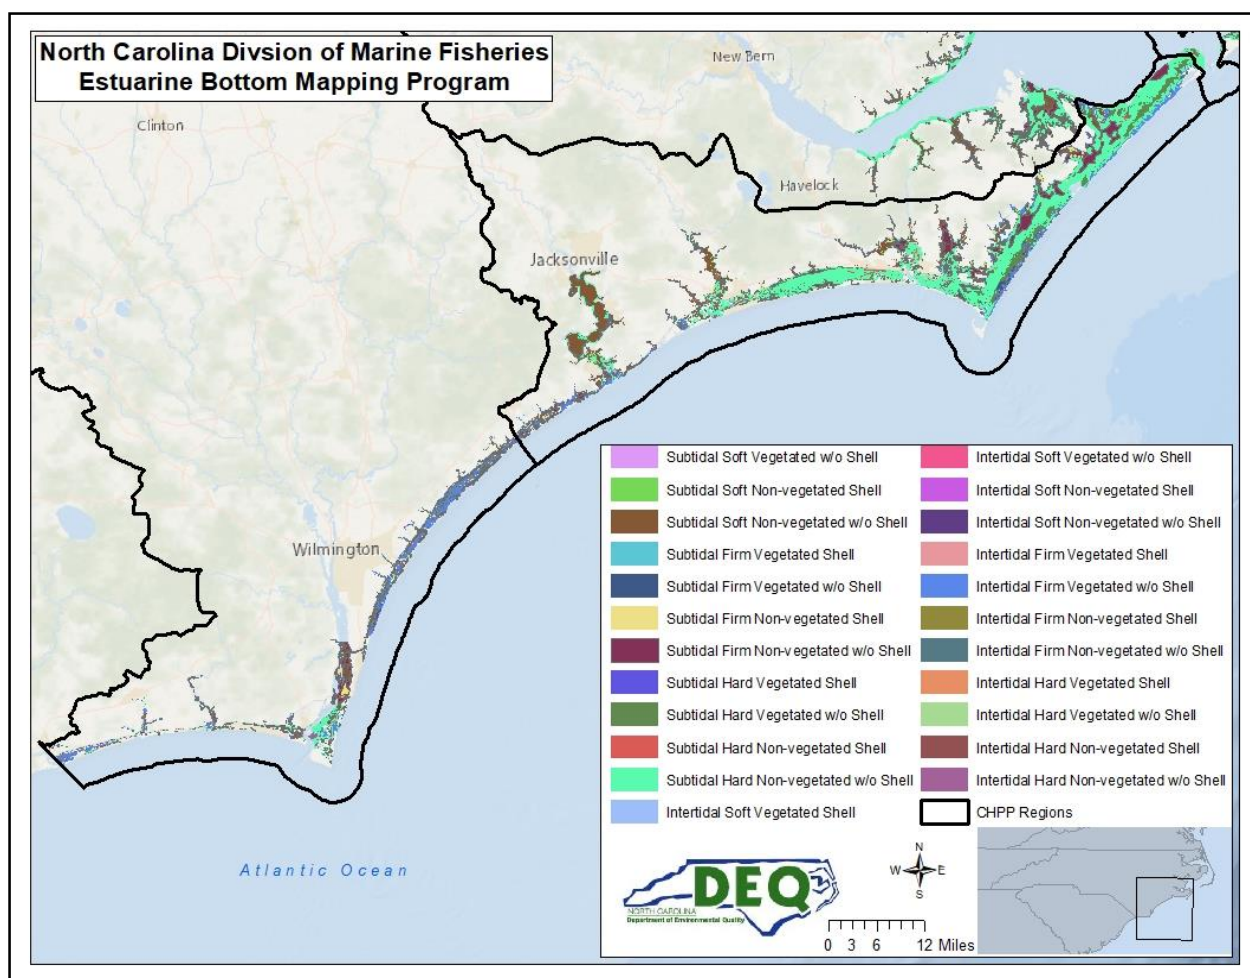 North Carolina Divsion of Marine Fisheries
Estuarine Bottom Mapping Program
New Bern
Clinton
Havelock
Jacksonville
Wilmington
Atlantic Ocean
Subtidal Soft Vegetated w/o Shell
Subtidal Soft Non-vegetated Shell
Subtidal Soft Non-vegetated w/o Shell
Subtidal Firm Vegetated Shell
Subtidal Firm Vegetated w/o Shell
Subtidal Firm Non-vegetated Shell
Subtidal Firm Non-vegetated w/o Shell
Subtidal Hard Vegetated Shell
Subtidal Hard Vegetated w/o Shell
Subtidal Hard Non-vegetated Shell
Subtidal Hard Non-vegetated w/o Shell
Intertidal Soft Vegetated Shell
Intertidal Soft Vegetated w/o Shell
Intertidal Soft Non-vegetated Shell
Intertidal Soft Non-vegetated w/o Shell
Intertidal Firm Vegetated Shell
Intertidal Firm Vegetated w/o Shell
Intertidal Firm Non-vegetated Shell
Intertidal Firm Non-vegetated w/o Shell
Intertidal Hard Vegetated Shell
Intertidal Hard Vegetated w/o Shell
Intertidal Hard Non-vegetated Shell
Intertidal Hard Non-vegetated w/o Shell
CHPP Regions
DEQ
NORTH CAROLINA
Department of Environmental Quality
N
W E
S
0 3 6 12 Miles